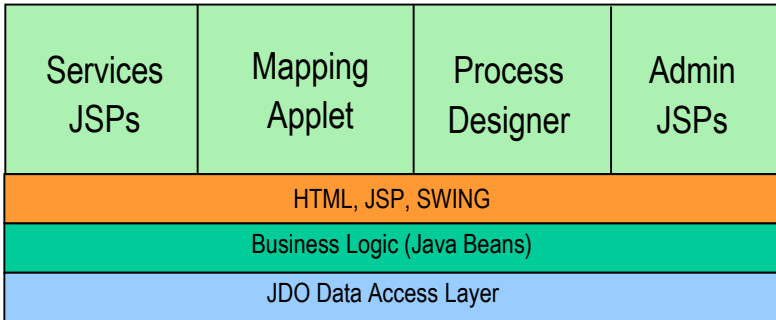 Services
JSPs
Mapping
Applet
Process
Designer
Admin
JSPs
HTML, JSP, SWING
Business Logic (Java Beans)
JDO Data Access Layer